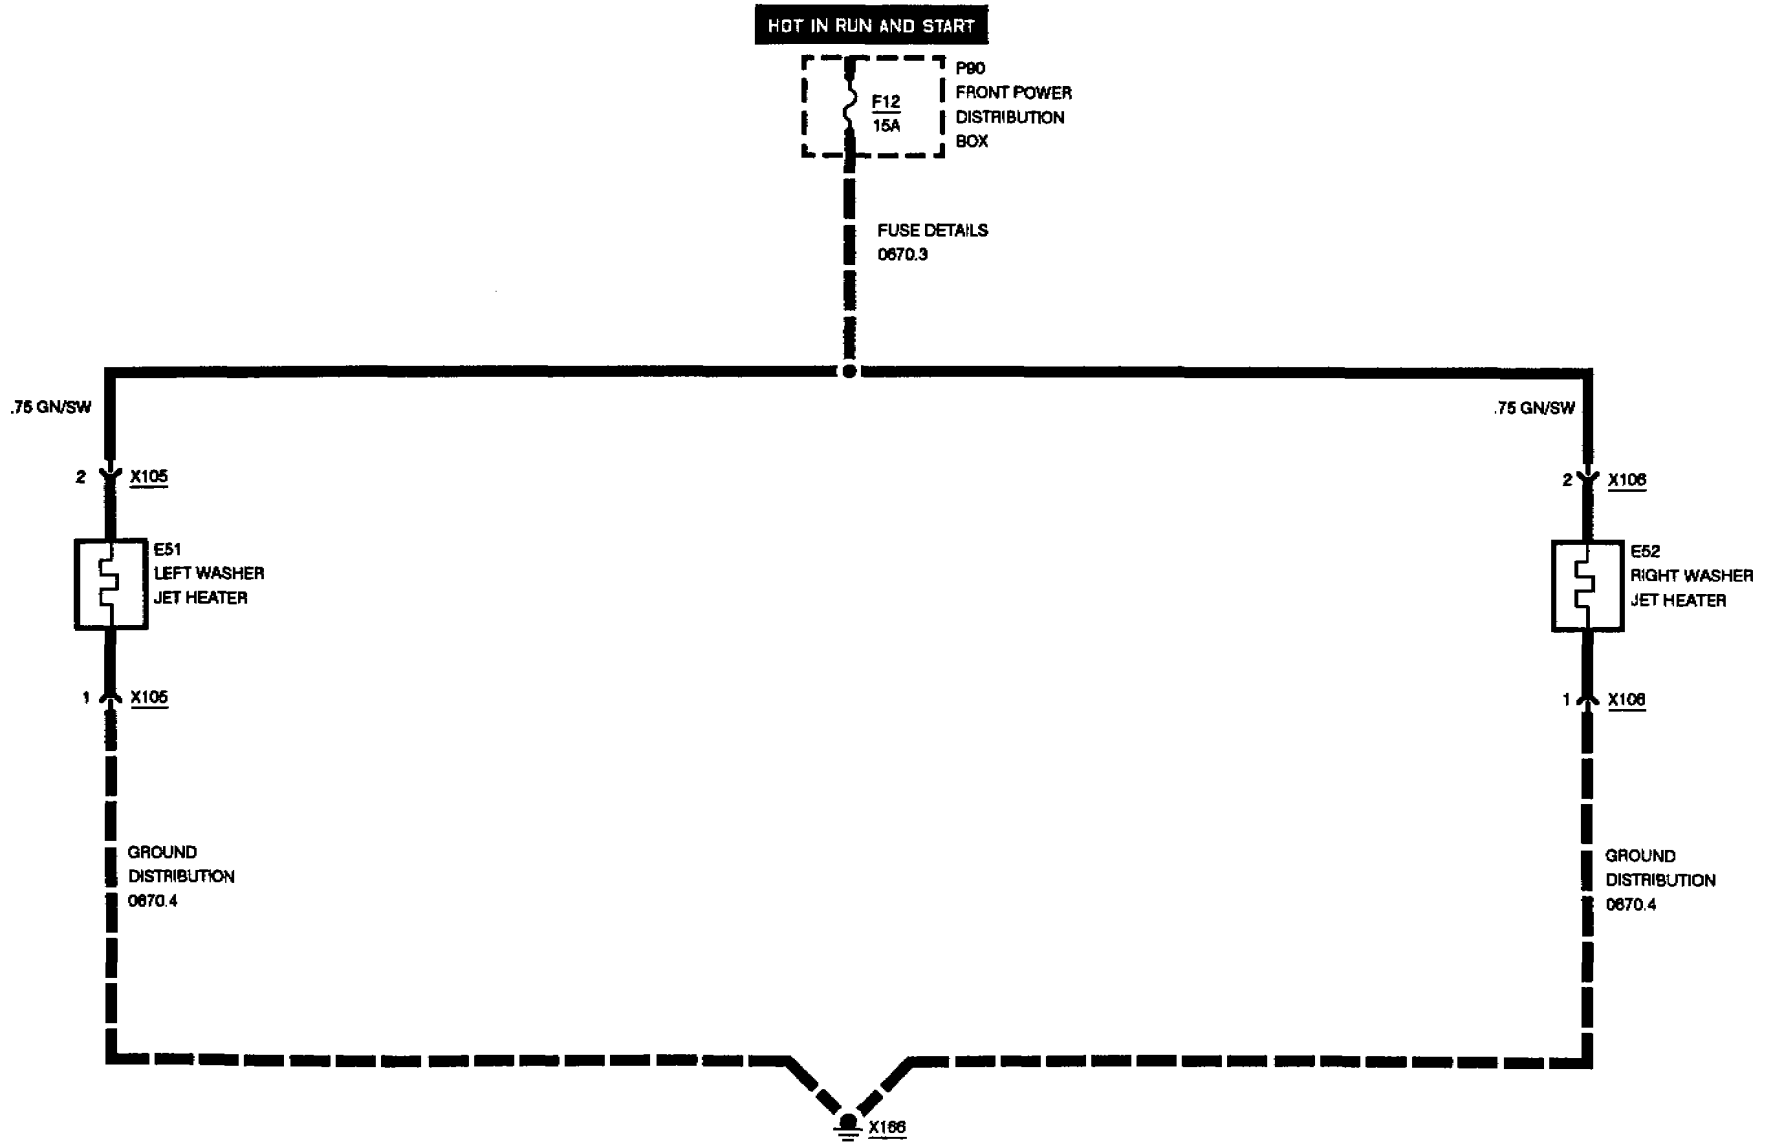 HOT IN RUN AND START
P90
FRONT POWER
DISTRIBUTION
BOX
F12
15A
FUSE DETAILS
0670.3
.75 GN/SW
.75 GN/SW
2
X105
2
X106
E51
LEFT WASHER
JET HEATER
E52
RIGHT WASHER
JET HEATER
1
X105
1
X106
GROUND
DISTRIBUTION
0670.4
GROUND
DISTRIBUTION
0670.4
X166